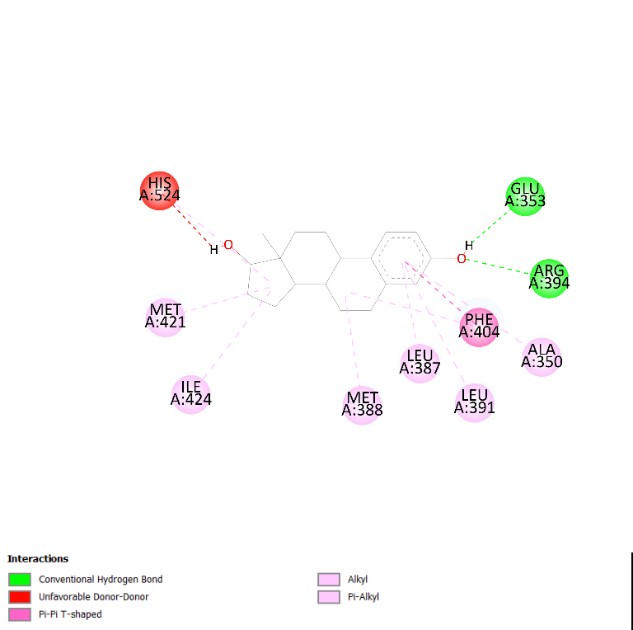 HIS
A:524
H
O
GLU
A:353
H
O
ARG
A:394
MET
A:421
PHE
A:404
ALA
A:350
LEU
A:387
ILE
A:424
MET
A:388
LEU
A:391
Interactions
Conventional Hydrogen Bond
Unfavorable Donor-Donor
Pi-Pi T-shaped
Alkyl
Pi-Alkyl